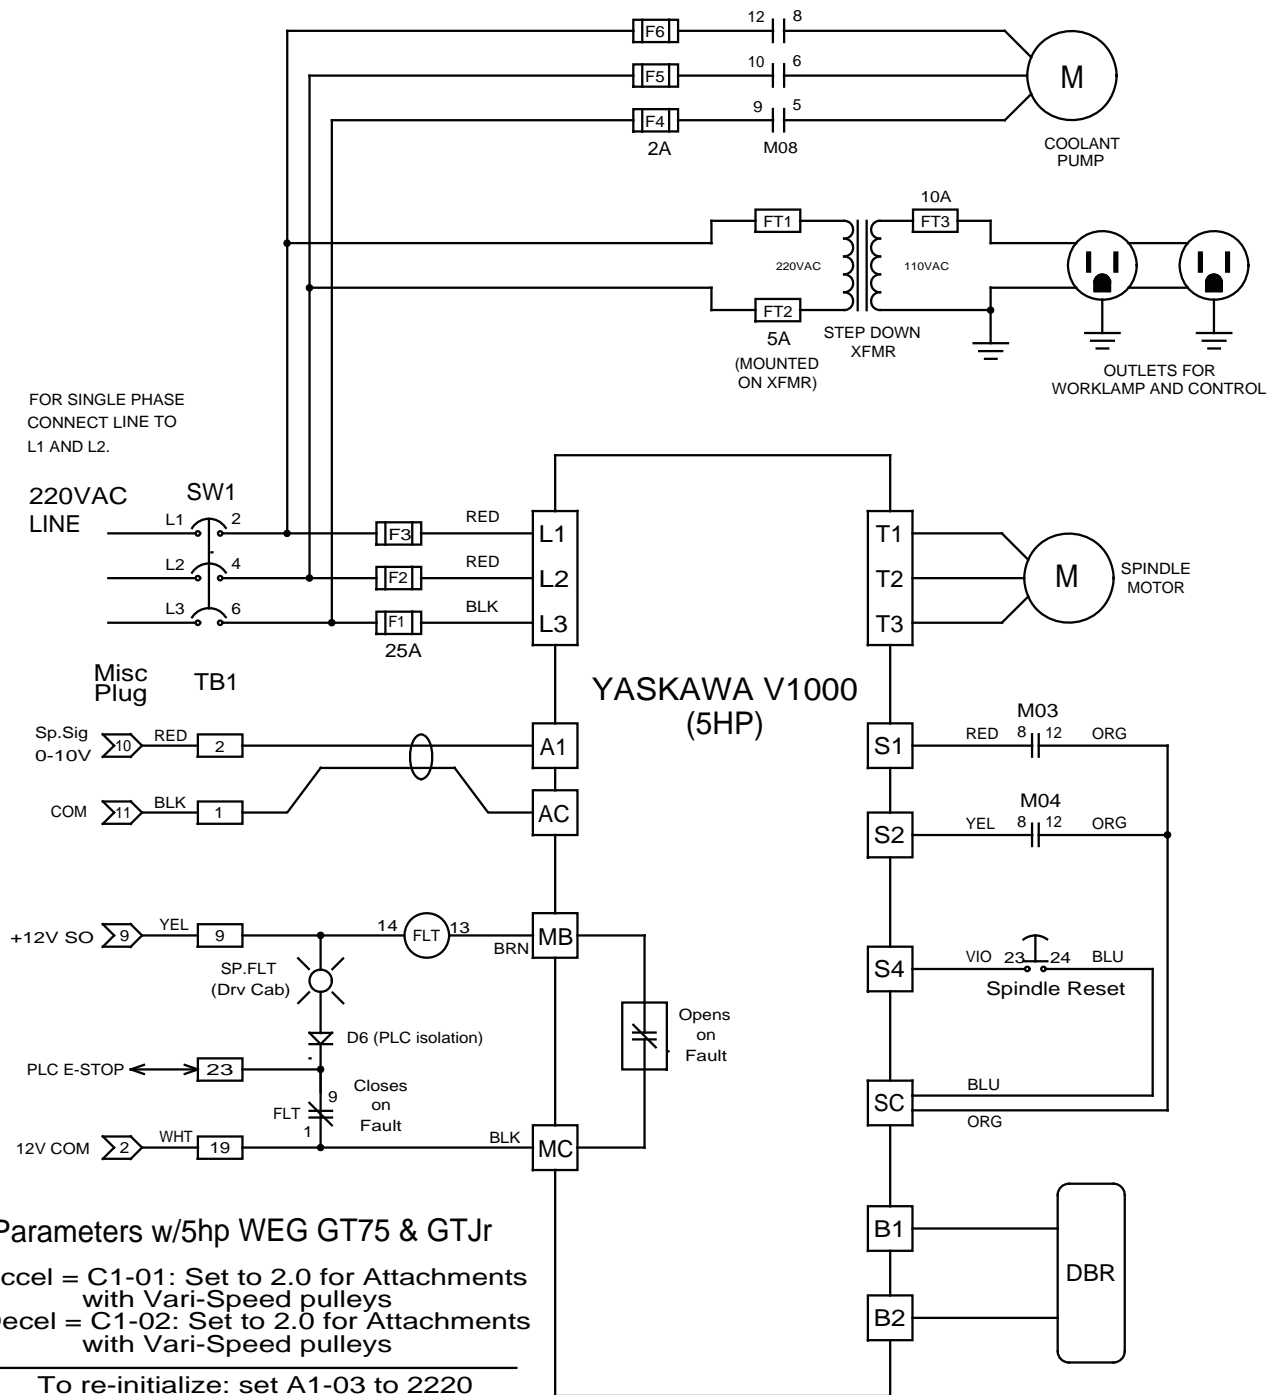 12 8
F6
10 6
F5
M
9 5
F4
2A
M08
COOLANT
PUMP
10A
FT1
FT3
220VAC
110VAC
FT2
5A
(MOUNTED
ON XFMR)
STEP DOWN
XFMR
OUTLETS FOR
WORKLAMP AND CONTROL
FOR SINGLE PHASE
CONNECT LINE TO
L1 AND L2.
220VAC
LINE
SW1
L1 2
F3
RED
L1
L2 4
F2
RED
L2
L3 6
F1
BLK
L3
25A
T1
T2
T3
M
SPINDLE
MOTOR
YASKAWA V1000
(5HP)
Misc
Plug
TB1
Sp.Sig
0-10V
10
RED
2
A1
COM
11
BLK
1
AC
M03
S1
RED
8 12
ORG
M04
S2
YEL
8 12
ORG
+12V SO
9
YEL
9
14
FLT
13
BRN
MB
SP.FLT
(Drv Cab)
D6 (PLC isolation)
PLC E-STOP
23
FLT
9
1
Closes
on
Fault
12V COM
2
WHT
19
BLK
MC
Opens
on
Fault
S4
VIO
23 24
BLU
Spindle Reset
SC
BLU
ORG
B1
B2
DBR
Parameters w/5hp WEG GT75 & GTJr
ccel = C1-01: Set to 2.0 for Attachments
with Vari-Speed pulleys
ecel = C1-02: Set to 2.0 for Attachments
with Vari-Speed pulleys
To re-initialize: set A1-03 to 2220